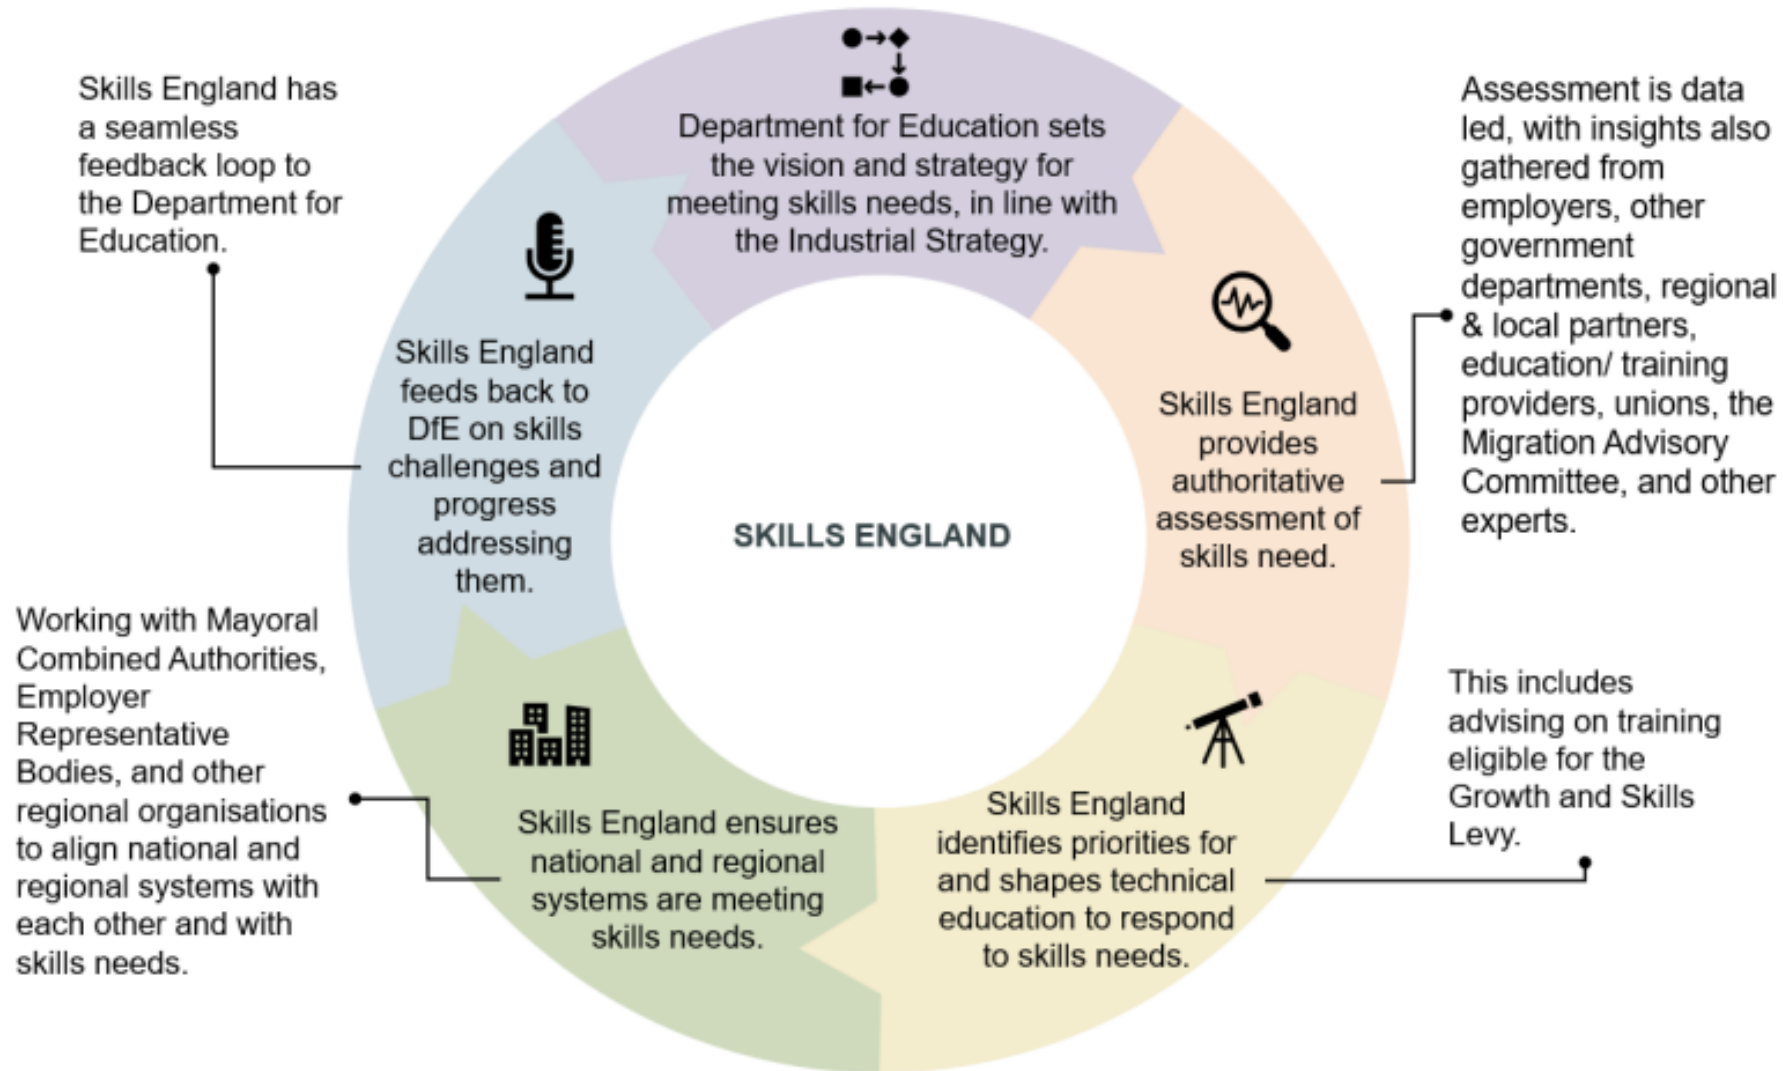 Department for Education sets
the vision and strategy for
meeting skills needs, in line with
the Industrial Strategy.
Skills England
provides
authoritative
assessment of
skills need.
Assessment is data
led, with insights also
gathered from
employers, other
government
departments, regional
& local partners,
education/ training
providers, unions, the
Migration Advisory
Committee, and other
experts.
Skills England
identifies priorities for
and shapes technical
education to respond
to skills needs.
This includes
advising on training
eligible for the
Growth and Skills
Levy.
Skills England ensures
national and regional
systems are meeting
skills needs.
Working with Mayoral
Combined Authorities,
Employer
Representative
Bodies, and other
regional organisations
to align national and
regional systems with
each other and with
skills needs.
Skills England
feeds back to
DfE on skills
challenges and
progress
addressing
them.
Skills England has
a seamless
feedback loop to
the Department for
Education.
SKILLS ENGLAND